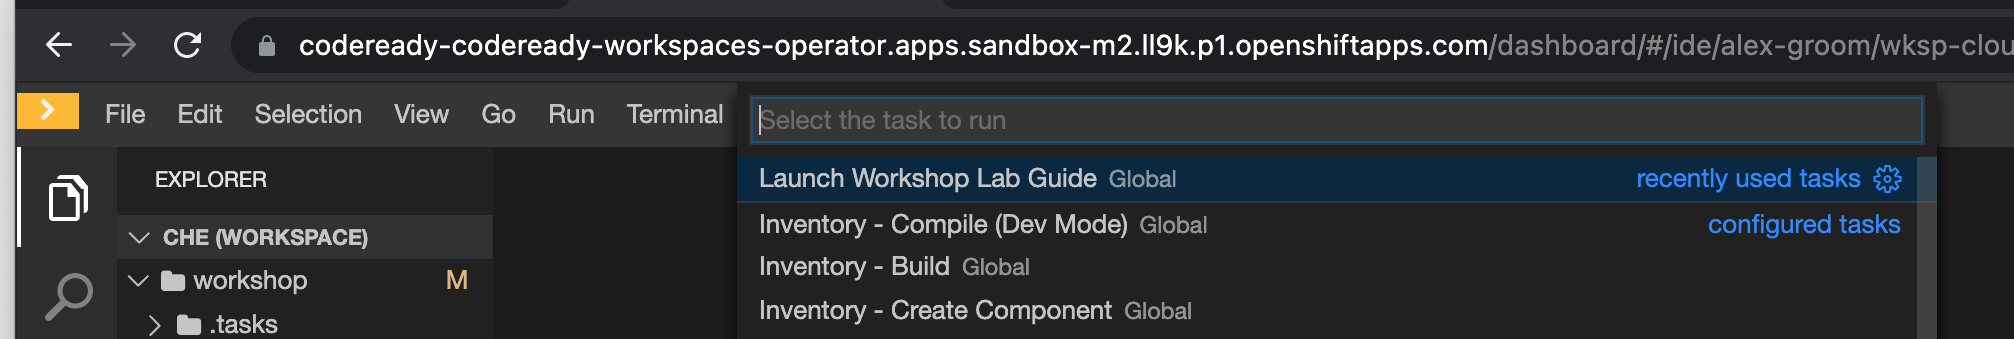 codeready-codeready-workspaces-operator.apps.sandbox-m2.ll9k.p1.openshiftapps.com/dashboard/#/ide/alex-groom/wksp-clou
File Edit Selection View Go Run Terminal
Select the task to run
EXPLORER
Launch Workshop Lab Guide Global recently used tasks
CHE (WORKSPACE)
Inventory - Compile (Dev Mode) Global configured tasks
workshop M
Inventory - Build Global
.tasks
Inventory - Create Component Global